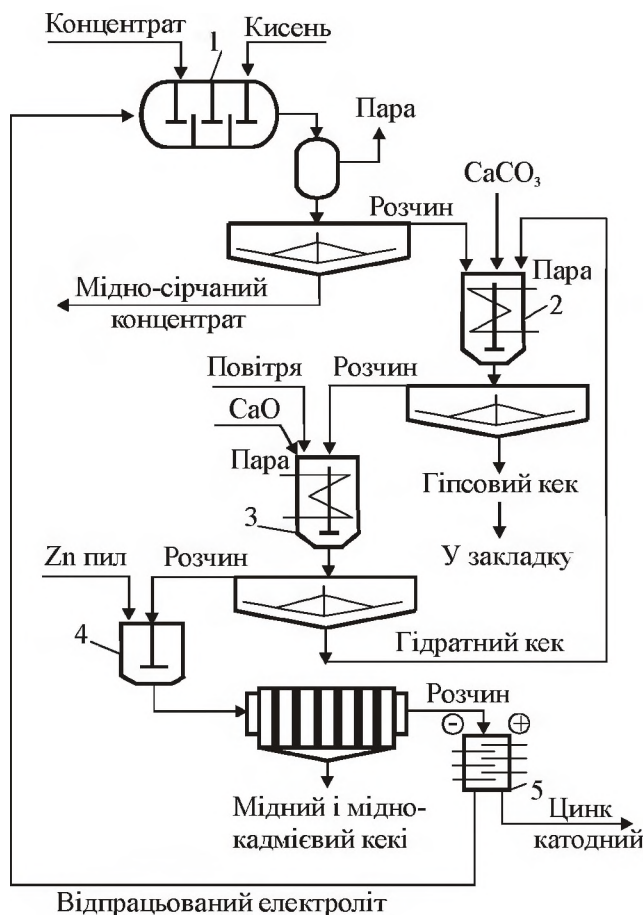 Концентрат
Кисень
1
Пара
CaCO₃
Розчин
Пара
2
Мідно-сірчаний
концентрат
Повітря
Розчин
CaO
Пара
3
Гіпсовий кек
У закладку
Zn пил
Розчин
4
Гідратний кек
Розчин
- +
5
Мідний і мідно-
кадмієвий кекі
Цинк
катодний
Відпрацьований електроліт